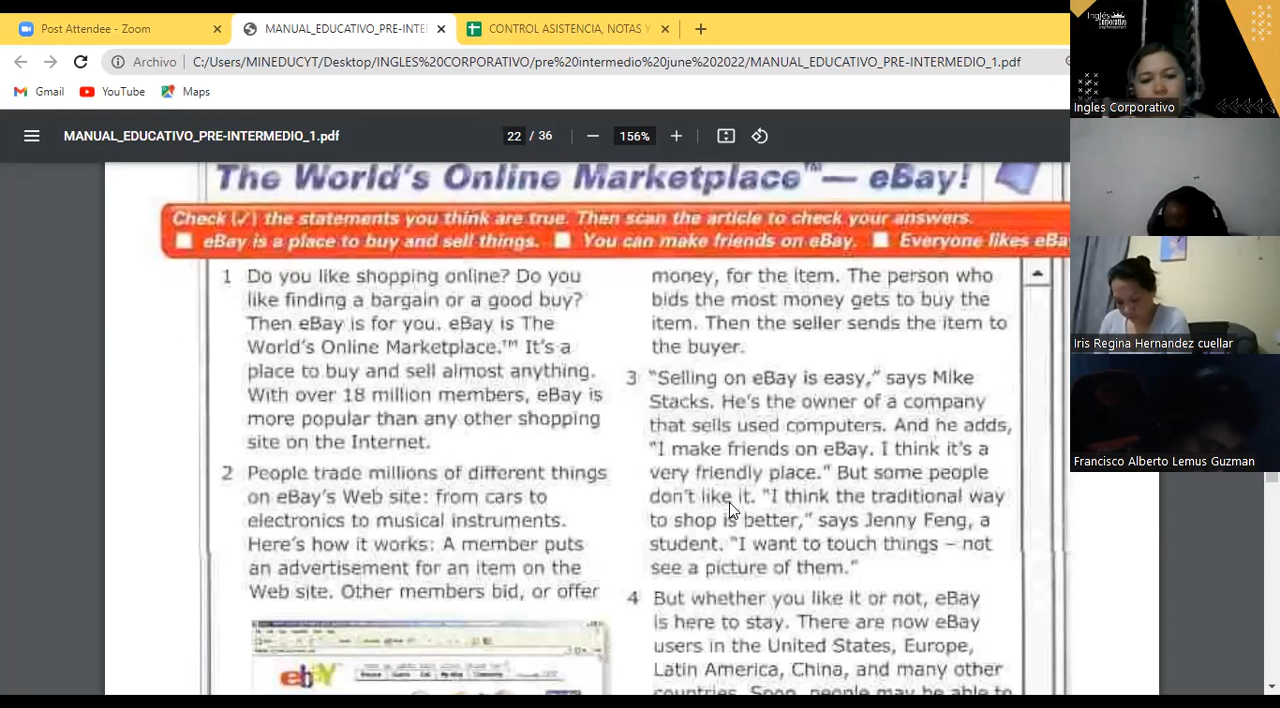 Post Attendee - Zoom
MANUAL_EDUCATIVO_PRE-INTER
CONTROL ASISTENCIA, NOTAS Y
Archivo
C:/Users/MINEDUCYT/Desktop/INGLES%20CORPORATIVO/pre%20intermedio%20june%202022/MANUAL_EDUCATIVO_PRE-INTERMEDIO_1.pdf
Gmail
YouTube
Maps
MANUAL_EDUCATIVO_PRE-INTERMEDIO_1.pdf
22 / 36
156%
The World's Online Marketplace™— eBay!
Check (✓) the statements you think are true. Then scan the article to check your answers.
eBay is a place to buy and sell things.
You can make friends on eBay.
Everyone likes eBa
1 Do you like shopping online? Do you
like finding a bargain or a good buy?
Then eBay is for you. eBay is The
World's Online Marketplace.™ It's a
place to buy and sell almost anything.
With over 18 million members, eBay is
more popular than any other shopping
site on the Internet.
2 People trade millions of different things
on eBay's Web site: from cars to
electronics to musical instruments.
Here's how it works: A member puts
an advertisement for an item on the
Web site. Other members bid, or offer
ebY
money, for the item. The person who
bids the most money gets to buy the
item. Then the seller sends the item to
the buyer.
3 "Selling on eBay is easy," says Mike
Stacks. He's the owner of a company
that sells used computers. And he adds,
"I make friends on eBay. I think it's a
very friendly place." But some people
don't like it. "I think the traditional way
to shop is better," says Jenny Feng, a
student. "I want to touch things – not
see a picture of them."
4 But whether you like it or not, eBay
is here to stay. There are now eBay
users in the United States, Europe,
Latin America, China, and many other
countries. Soon, people may be able to
Inglés
Corporativo
Ingles Corporativo
Iris Regina Hernandez cuellar
Francisco Alberto Lemus Guzman